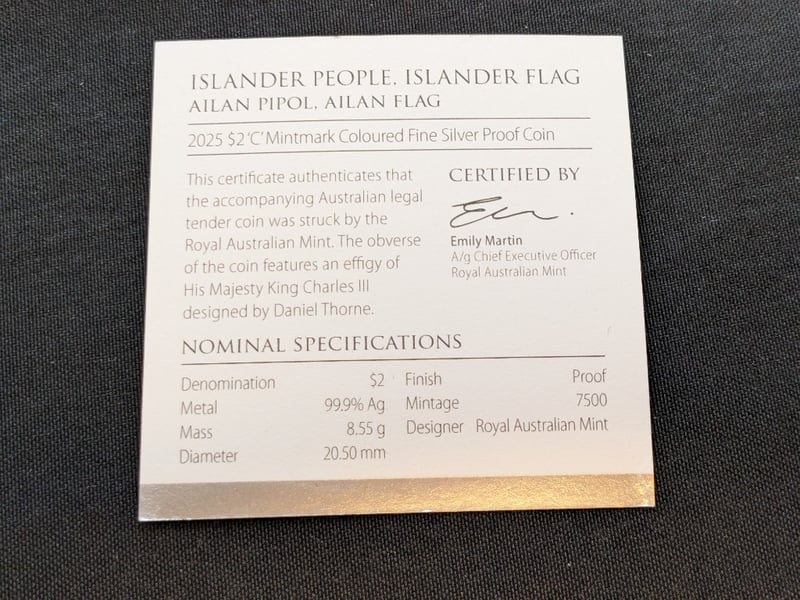 ISLANDER PEOPLE, ISLANDER FLAG
AILAN PIPOL, AILAN FLAG
2025 $2 'C' Mintmark Coloured Fine Silver Proof Coin
This certificate authenticates that
the accompanying Australian legal
tender coin was struck by the
Royal Australian Mint. The obverse
of the coin features an effigy of
His Majesty King Charles III
designed by Daniel Thorne.
CERTIFIED BY
Emily Martin
A/g Chief Executive Officer
Royal Australian Mint
NOMINAL SPECIFICATIONS
Denomination $2
Metal 99.9% Ag
Mass 8.55 g
Diameter 20.50 mm
Finish Proof
Mintage 7500
Designer Royal Australian Mint